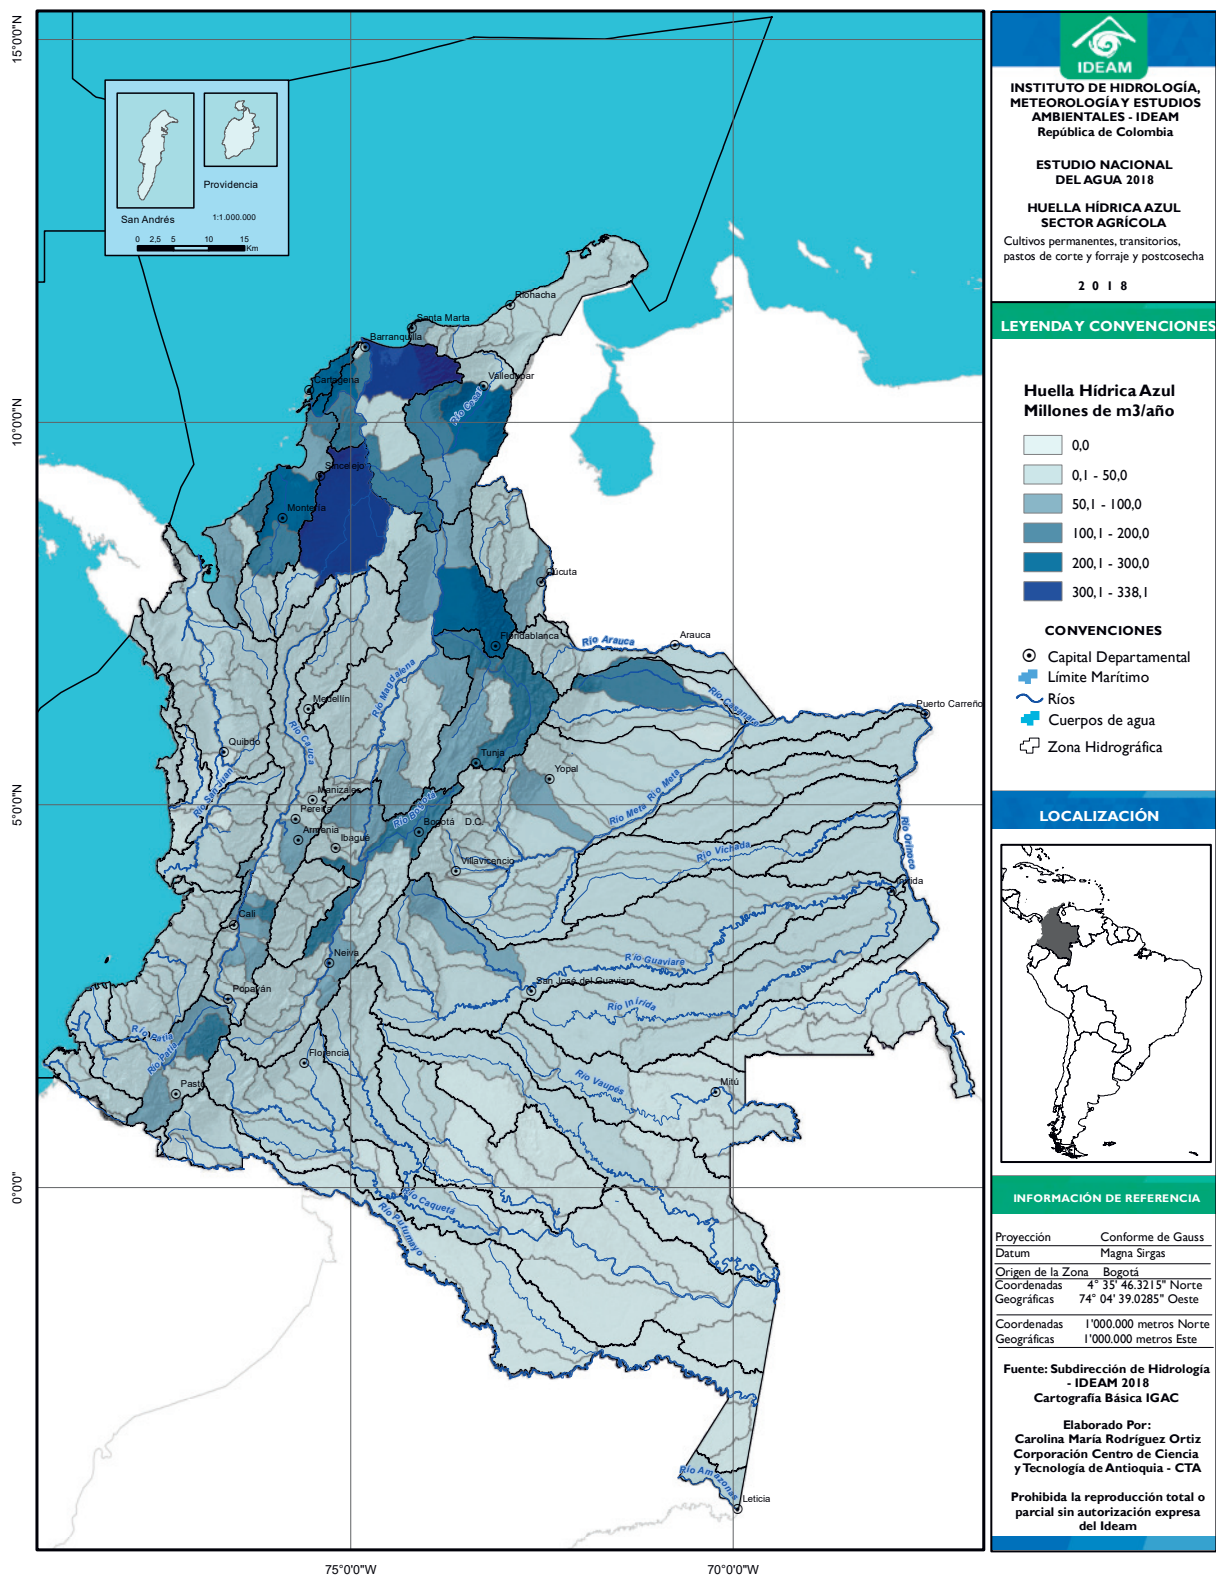 15°0'0"N
10°0'0"N
5°0'0"N
0°0'0"
75°0'0"W
70°0'0"W
San Andrés
Providencia
1:1.000.000
0 2,5 5 10 15
Km
Riohacha
Santa Marta
Barranquilla
Cartagena
Valledupar
Río Cesar
Sincelejo
Montería
Cúcuta
Floridablanca
Río Arauca
Arauca
Río Magdalena
Río Casanare
Medellín
Puerto Carreño
Quibdó
Río Cauca
Tunja
Yopal
Río San Juan
Manizales
Río Meta
Río Meta
Pereira
Río Bogotá
Bogotá D.C.
Armenia
Ibagué
Río Orinoco
Río Vichada
Villavicencio
Inírida
Cali
Neiva
Río Guaviare
San José del Guaviare
Popayán
Río Inírida
Río Patía
Río Patía
Florencia
Río Vaupés
Mitú
Pasto
Río Caquetá
Río Putumayo
Río Amazonas
Leticia
IDEAM
INSTITUTO DE HIDROLOGÍA,
METEOROLOGÍA Y ESTUDIOS
AMBIENTALES - IDEAM
República de Colombia
ESTUDIO NACIONAL
DEL AGUA 2018
HUELLA HÍDRICA AZUL
SECTOR AGRÍCOLA
Cultivos permanentes, transitorios,
pastos de corte y forraje y postcosecha
2 0 1 8
LEYENDA Y CONVENCIONES
Huella Hídrica Azul
Millones de m3/año
0,0
0,1 - 50,0
50,1 - 100,0
100,1 - 200,0
200,1 - 300,0
300,1 - 338,1
CONVENCIONES
Capital Departamental
Límite Marítimo
Ríos
Cuerpos de agua
Zona Hidrográfica
LOCALIZACIÓN
INFORMACIÓN DE REFERENCIA
Proyección Conforme de Gauss
Datum Magna Sirgas
Origen de la Zona Bogotá
Coordenadas 4° 35' 46.3215" Norte
Geográficas 74° 04' 39.0285" Oeste
Coordenadas 1'000.000 metros Norte
Geográficas 1'000.000 metros Este
Fuente: Subdirección de Hidrología
- IDEAM 2018
Cartografía Básica IGAC
Elaborado Por:
Carolina María Rodríguez Ortiz
Corporación Centro de Ciencia
y Tecnología de Antioquia - CTA
Prohibida la reproducción total o
parcial sin autorización expresa
del Ideam